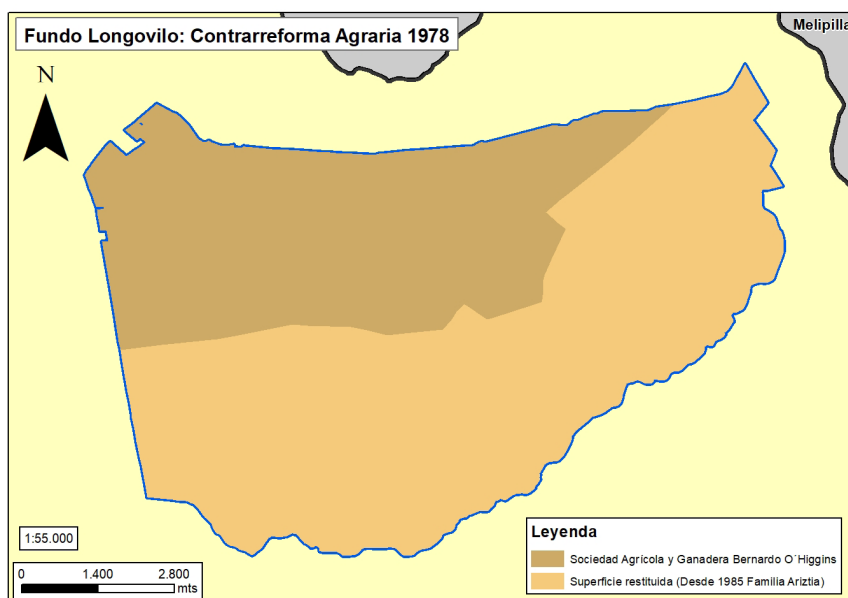 Fundo Longovilo: Contrarreforma Agraria 1978
Melipilla
N
1:55.000
0 1.400 2.800
mts
Leyenda
Sociedad Agrícola y Ganadera Bernardo O´Higgins
Superficie restituida (Desde 1985 Familia Ariztia)